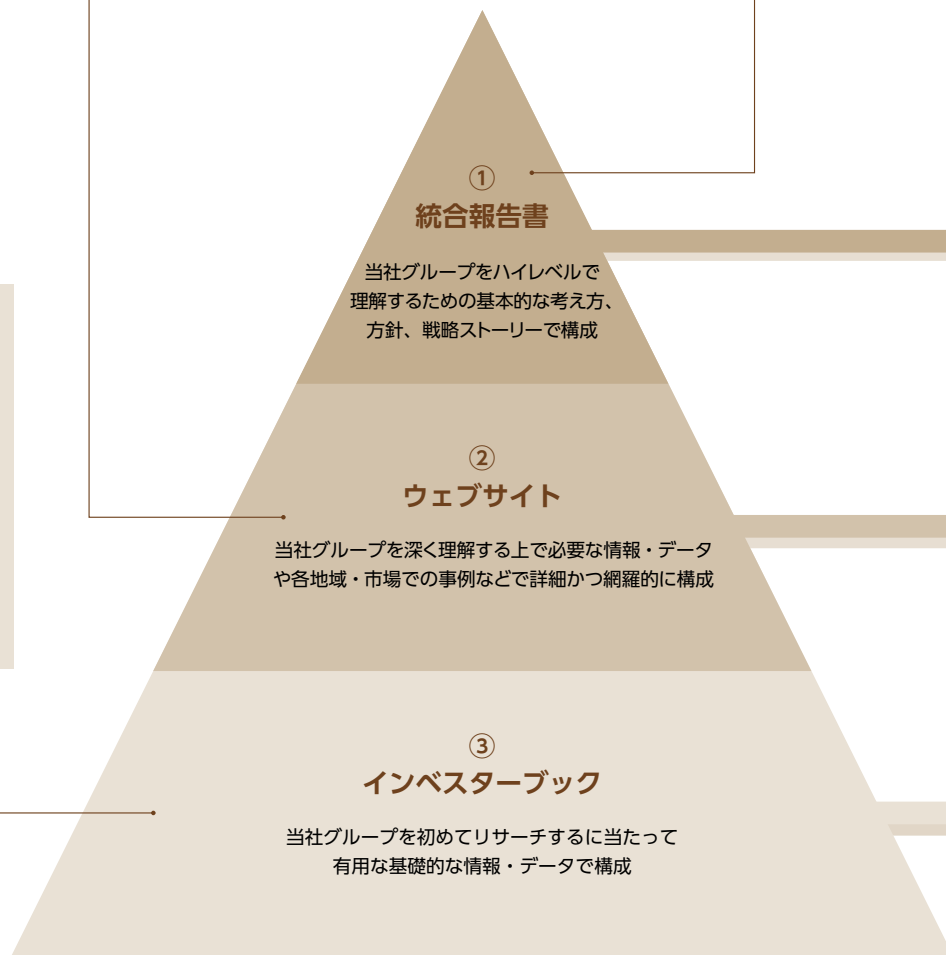 ①
統合報告書
当社グループをハイレベルで
理解するための基本的な考え方、
方針、戦略ストーリーで構成
②
ウェブサイト
当社グループを深く理解する上で必要な情報・データ
や各地域・市場での事例などで詳細かつ網羅的に構成
③
インベスターブック
当社グループを初めてリサーチするに当たって
有用な基礎的な情報・データで構成